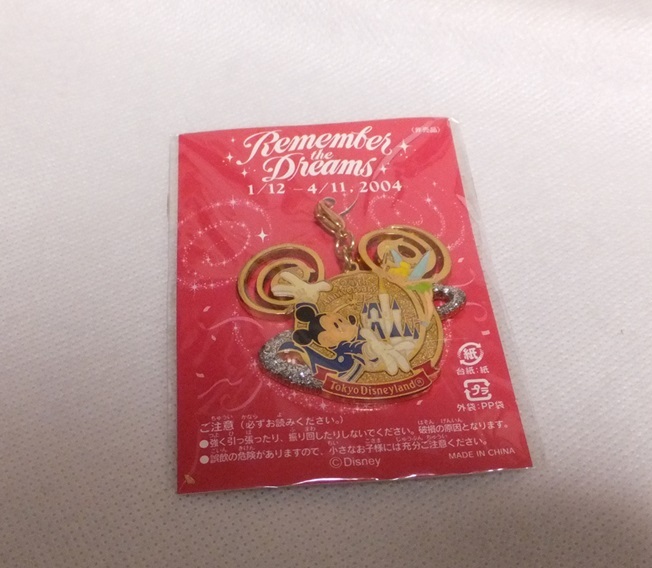 Remember
the
Dreams
1/12 – 4/11, 2004
Tokyo Disneyland®
紙
台紙:紙
プラ
外袋:PP袋
ご注意(必ずお読みください。)
●強く引っ張ったり、振り回したりしないでください。破損の原因となります。
●誤飲の危険がありますので、小さなお子様には充分ご注意ください。
©Disney
MADE IN CHINA